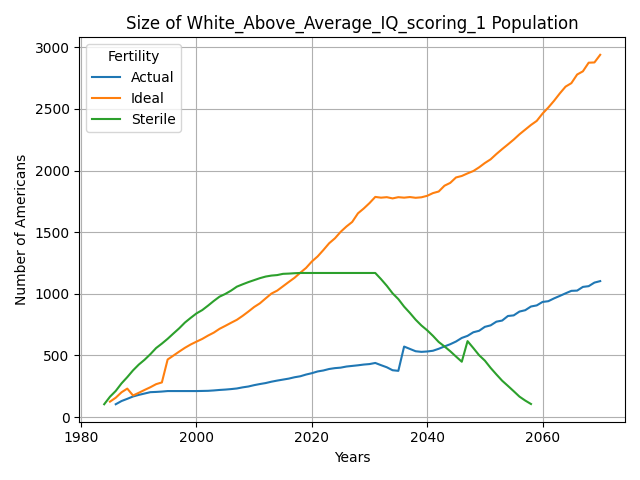 Size of White_Above_Average_IQ_scoring_1 Population
Fertility
Actual
Ideal
Sterile
Number of Americans
3000
2500
2000
1500
1000
500
0
1980
2000
2020
2040
2060
Years